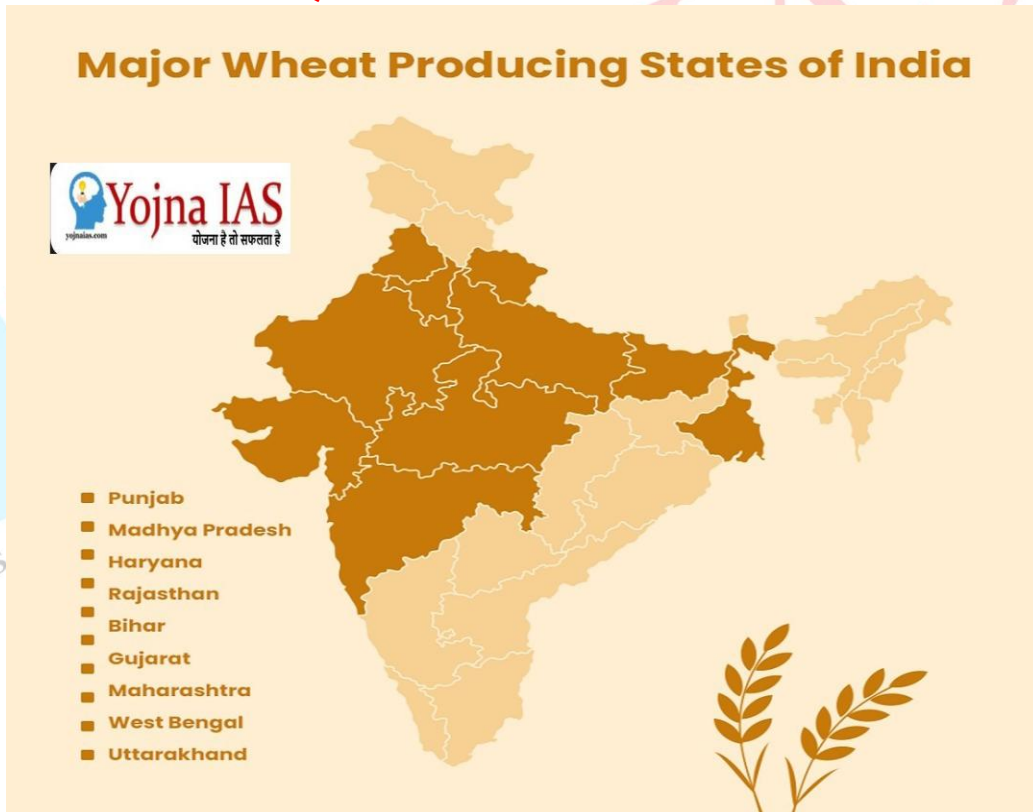 Major Wheat Producing States of India
Yojna IAS
yojnaias.com
योजना है तो सफलता है
Punjab
Madhya Pradesh
Haryana
Rajasthan
Bihar
Gujarat
Maharashtra
West Bengal
Uttarakhand